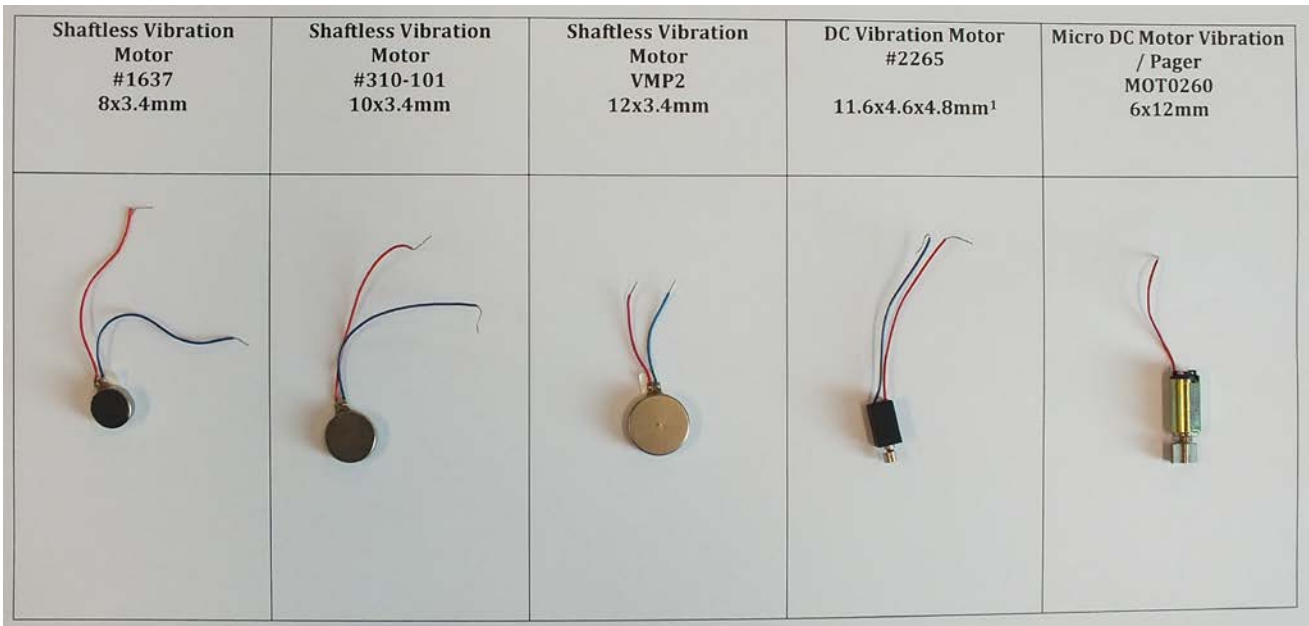 Shaftless Vibration
Motor
#1637
8x3.4mm
Shaftless Vibration
Motor
#310-101
10x3.4mm
Shaftless Vibration
Motor
VMP2
12x3.4mm
DC Vibration Motor
#2265
11.6x4.6x4.8mm¹
Micro DC Motor Vibration
/ Pager
MOT0260
6x12mm